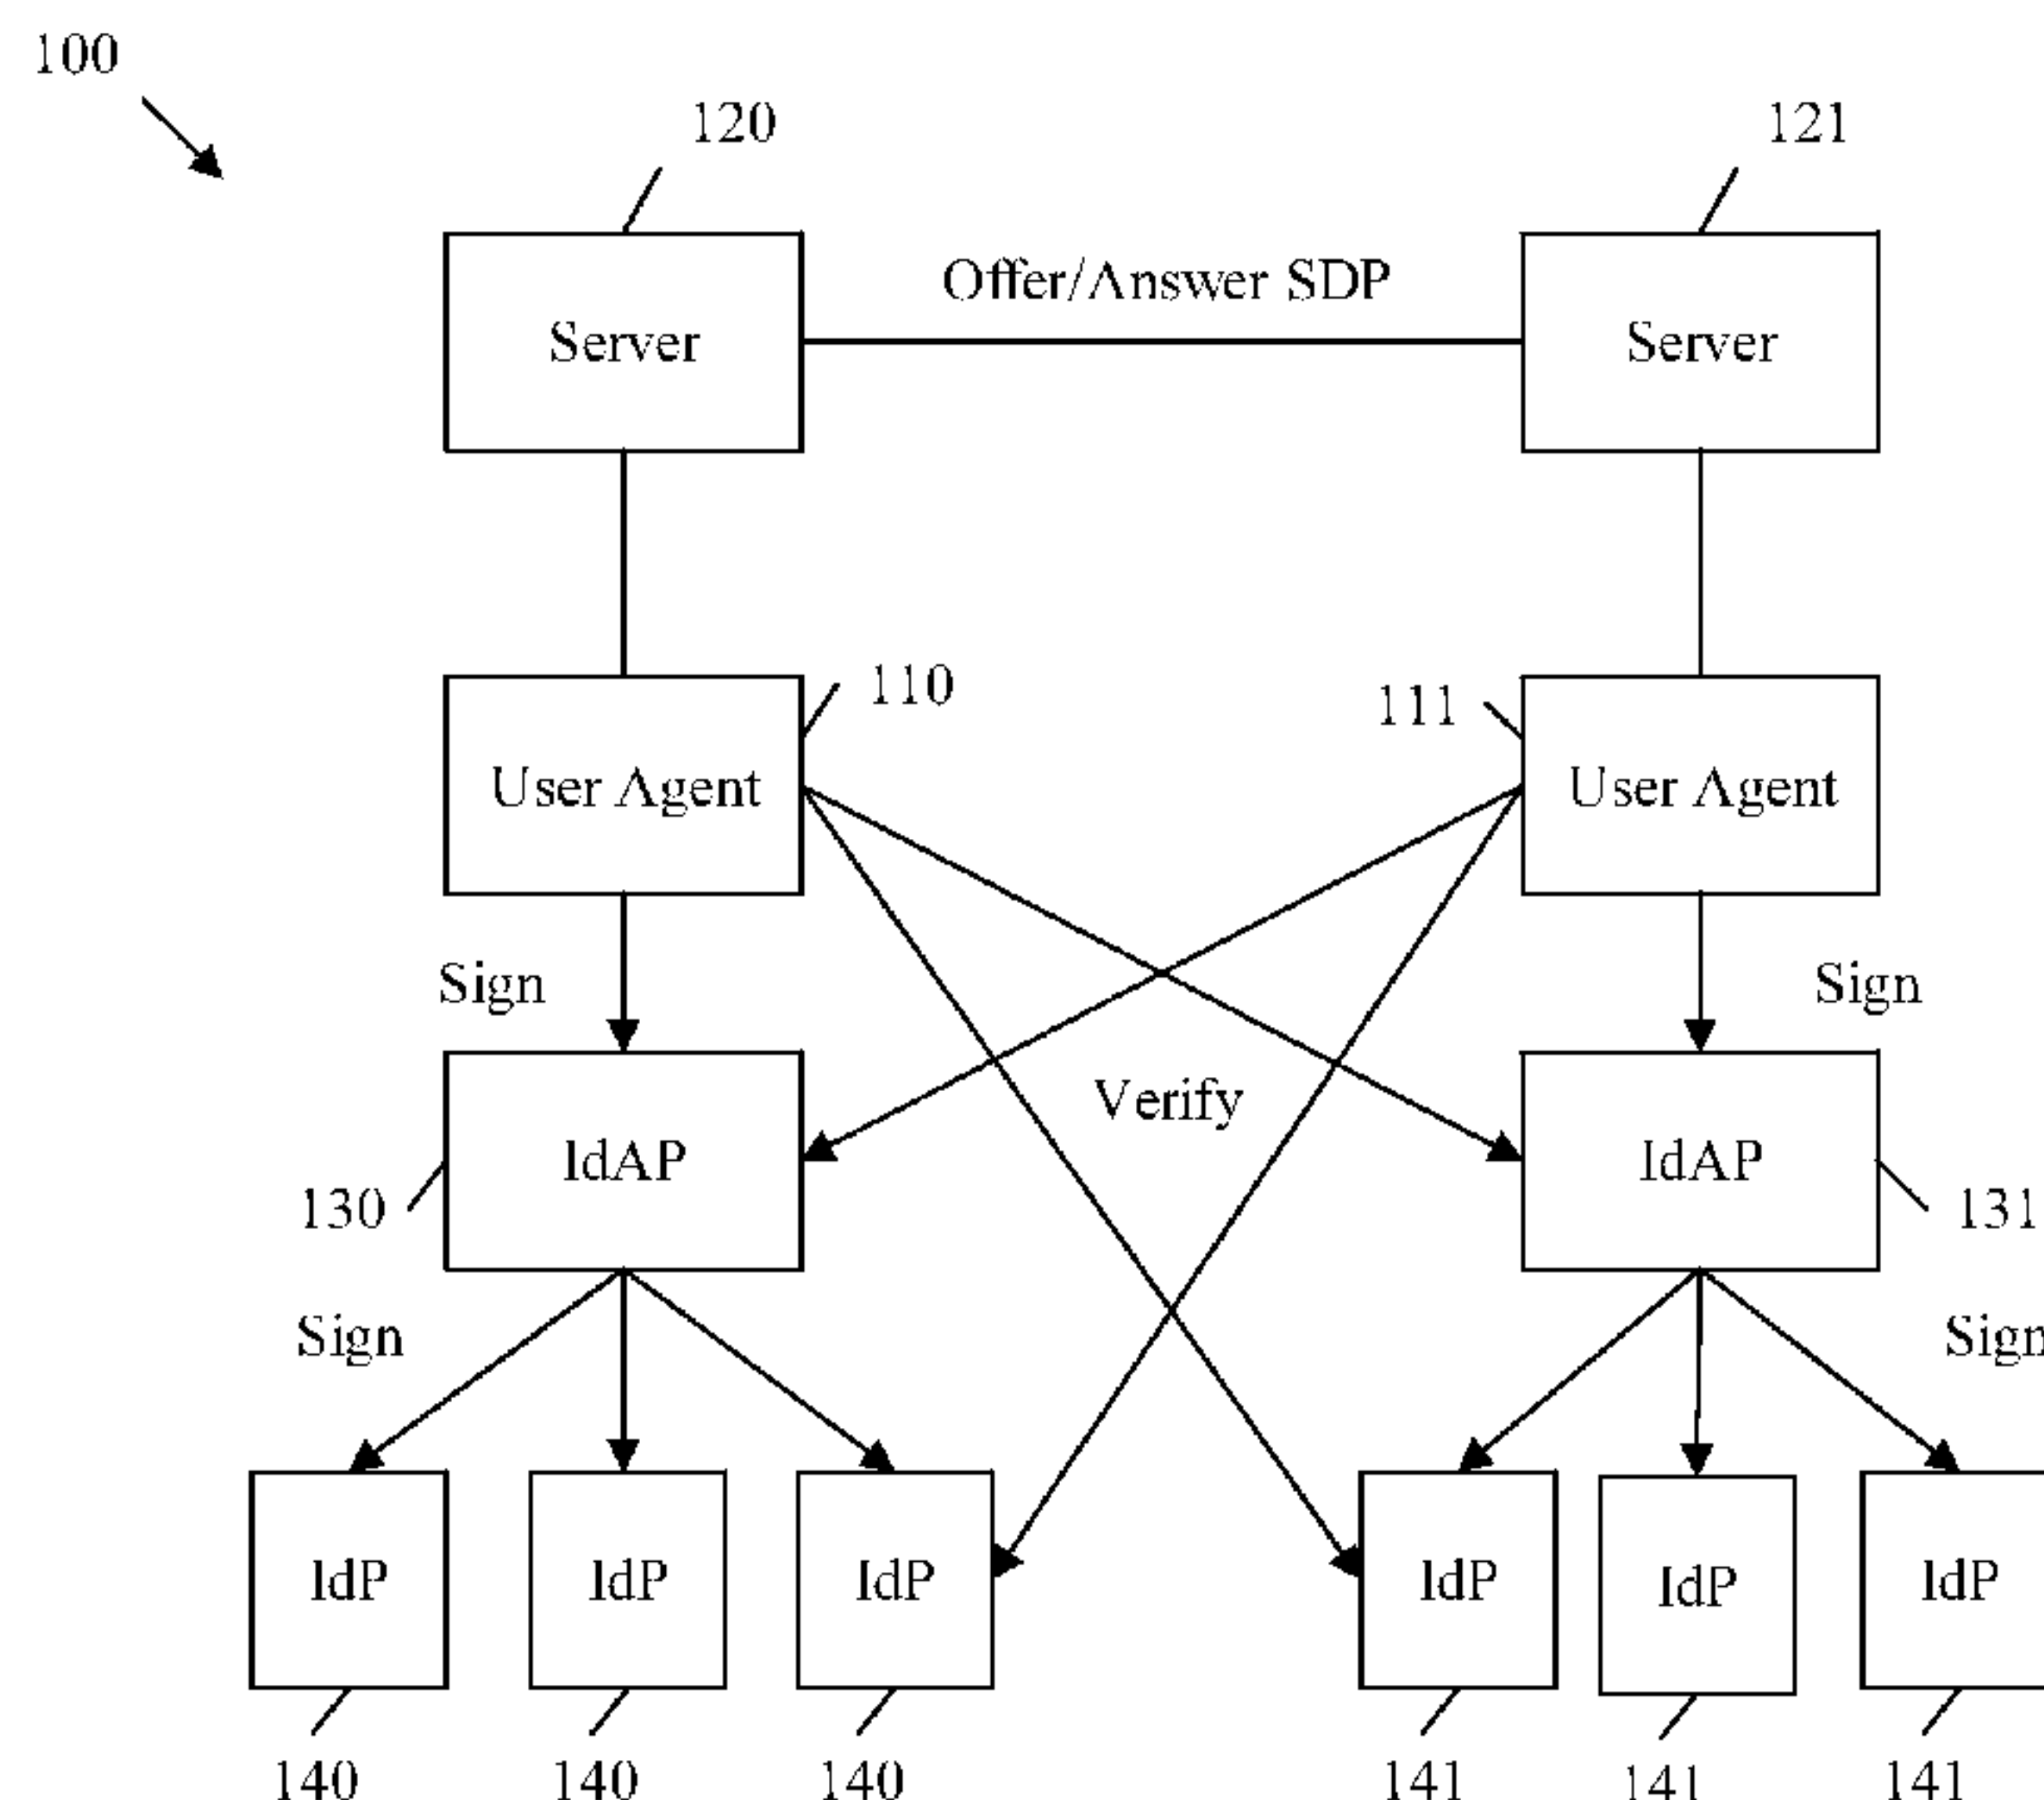 100
120
121
Offer/Answer SDP
Server
Server
110
111
User Agent
User Agent
Sign
Sign
Verify
IdAP
IdAP
130
131
Sign
Sign
IdP
IdP
IdP
IdP
IdP
IdP
140
140
140
141
141
141